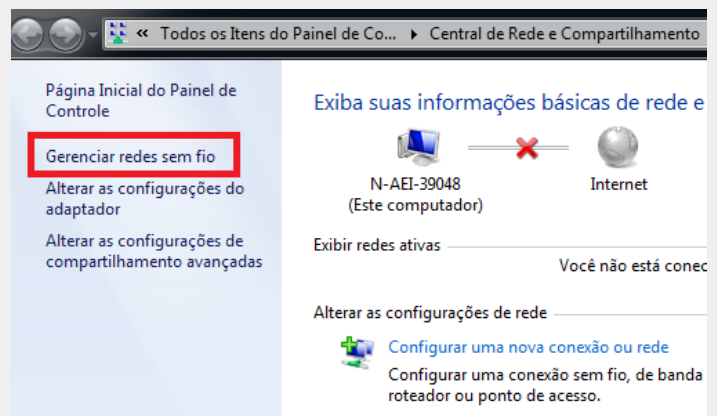 « Todos os Itens do Painel de Co... Central de Rede e Compartilhamento
Página Inicial do Painel de
Controle
Gerenciar redes sem fio
Alterar as configurações do
adaptador
Alterar as configurações de
compartilhamento avançadas
Exiba suas informações básicas de rede e
N-AEI-39048
(Este computador)
Internet
Exibir redes ativas
Você não está conec
Alterar as configurações de rede
Configurar uma nova conexão ou rede
Configurar uma conexão sem fio, de banda
roteador ou ponto de acesso.